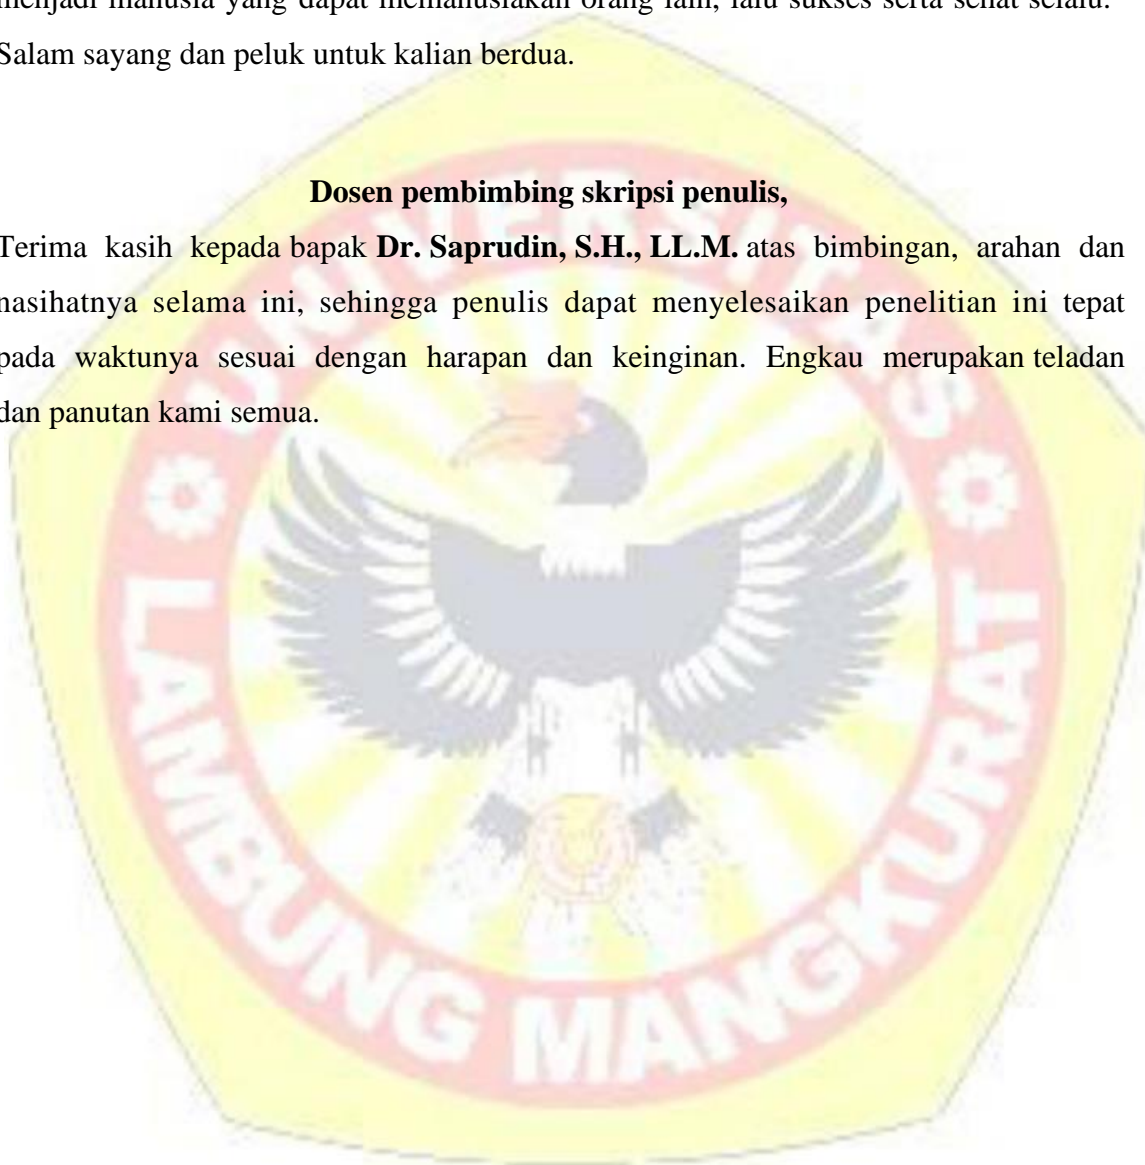 menjadi manusia yang dapat memanusiakan orang lain, lalu sukses serta sehat selalu.
Salam sayang dan peluk untuk kalian berdua.
Dosen pembimbing skripsi penulis,
Terima kasih kepada bapak Dr. Saprudin, S.H., LL.M. atas bimbingan, arahan dan
nasihatnya selama ini, sehingga penulis dapat menyelesaikan penelitian ini tepat
pada waktunya sesuai dengan harapan dan keinginan. Engkau merupakan teladan
dan panutan kami semua.
UNIVERSITAS
LAMBUNG MANGKURAT